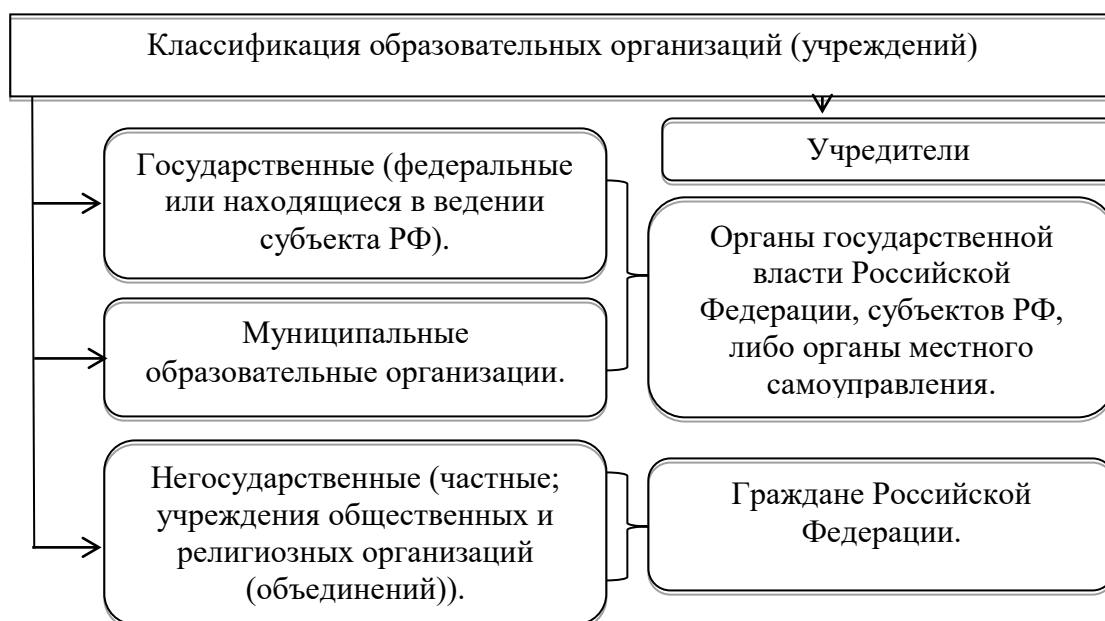 Классификация образовательных организаций (учреждений)
Учредители
Государственные (федеральные
или находящиеся в ведении
субъекта РФ).
Органы государственной
власти Российской
Федерации, субъектов РФ,
либо органы местного
самоуправления.
Муниципальные
образовательные организации.
Негосударственные (частные;
учреждения общественных и
религиозных организаций
(объединений)).
Граждане Российской
Федерации.